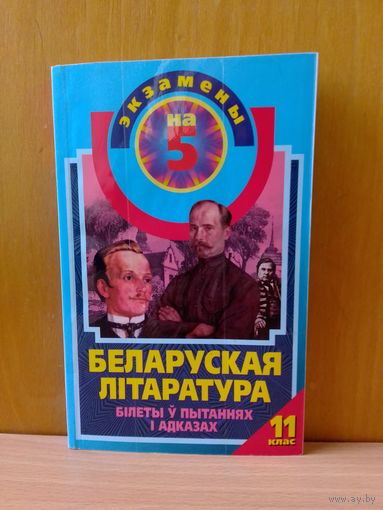 экзамены
на
5
БЕЛАРУСКАЯ
ЛІТАРАТУРА
БІЛЕТЫ Ў ПЫТАННЯХ
І АДКАЗАХ
11
КЛАС
www.ay.by